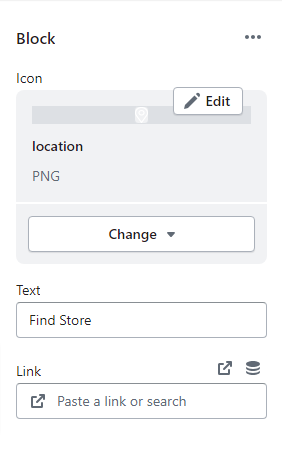 Block
Icon
Edit
location
PNG
Change
Text
Find Store
Link
Paste a link or search